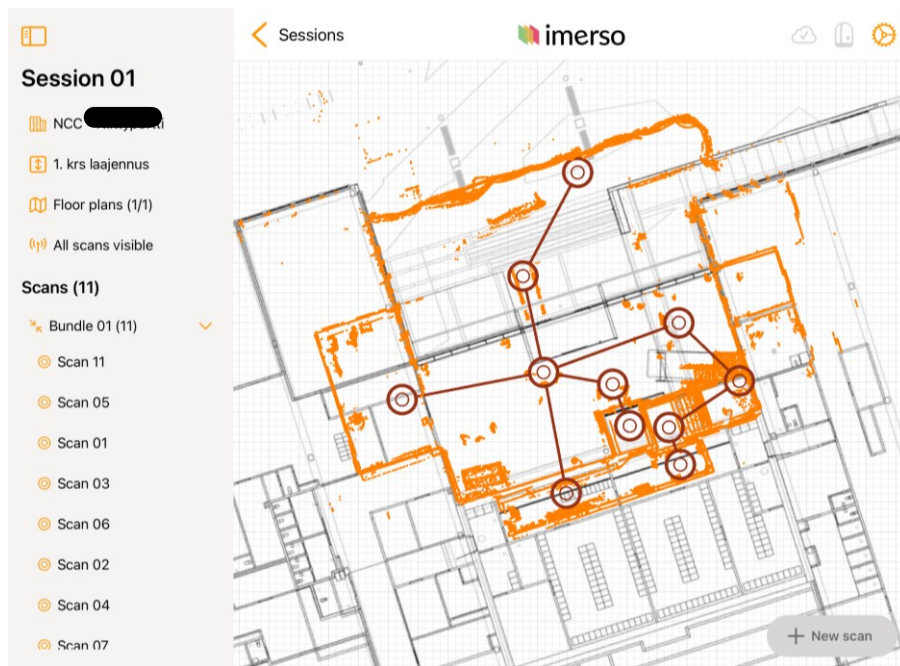 Sessions
imerso
Session 01
NCC
1. krs laajennus
Floor plans (1/1)
All scans visible
Scans (11)
Bundle 01 (11)
Scan 11
Scan 05
Scan 01
Scan 03
Scan 06
Scan 02
Scan 04
Scan 07
+ New scan